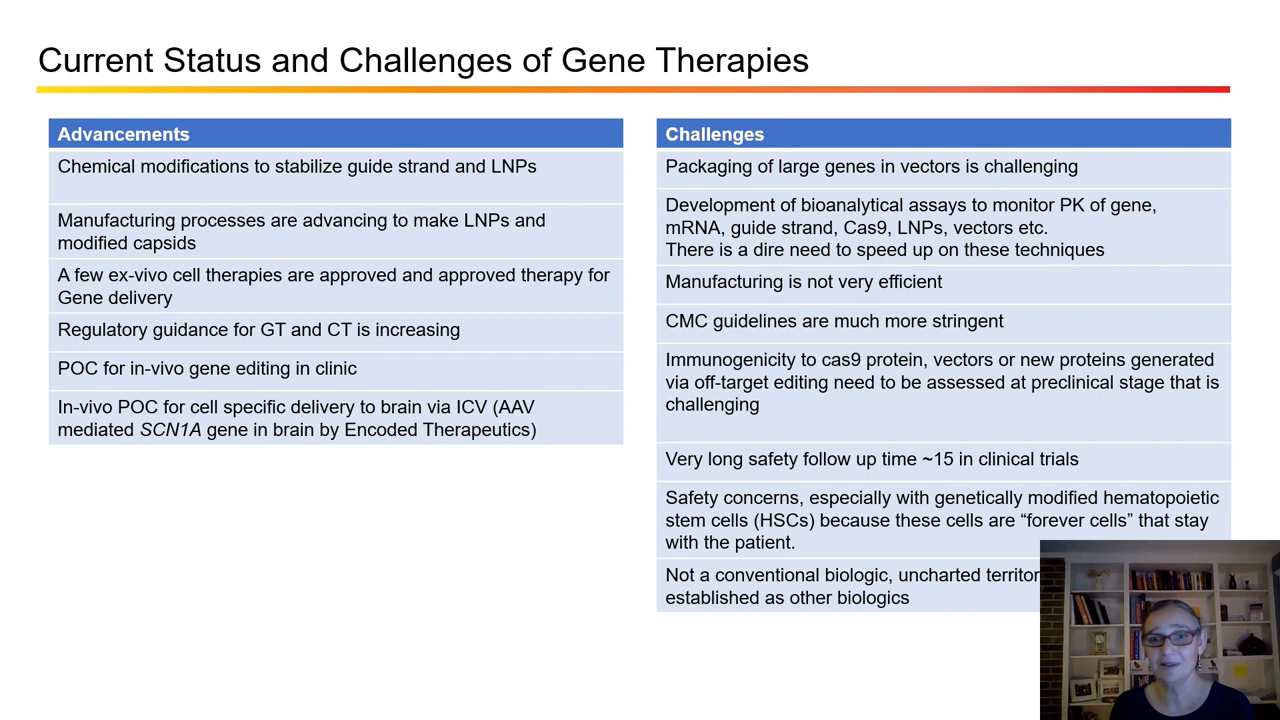 Current Status and Challenges of Gene Therapies
Advancements
Chemical modifications to stabilize guide strand and LNPs
Manufacturing processes are advancing to make LNPs and
modified capsids
A few ex-vivo cell therapies are approved and approved therapy for
Gene delivery
Regulatory guidance for GT and CT is increasing
POC for in-vivo gene editing in clinic
In-vivo POC for cell specific delivery to brain via ICV (AAV
mediated SCN1A gene in brain by Encoded Therapeutics)
Challenges
Packaging of large genes in vectors is challenging
Development of bioanalytical assays to monitor PK of gene,
mRNA, guide strand, Cas9, LNPs, vectors etc.
There is a dire need to speed up on these techniques
Manufacturing is not very efficient
CMC guidelines are much more stringent
Immunogenicity to cas9 protein, vectors or new proteins generated
via off-target editing need to be assessed at preclinical stage that is
challenging
Very long safety follow up time ~15 in clinical trials
Safety concerns, especially with genetically modified hematopoietic
stem cells (HSCs) because these cells are “forever cells” that stay
with the patient.
Not a conventional biologic, uncharted
established as other biologics